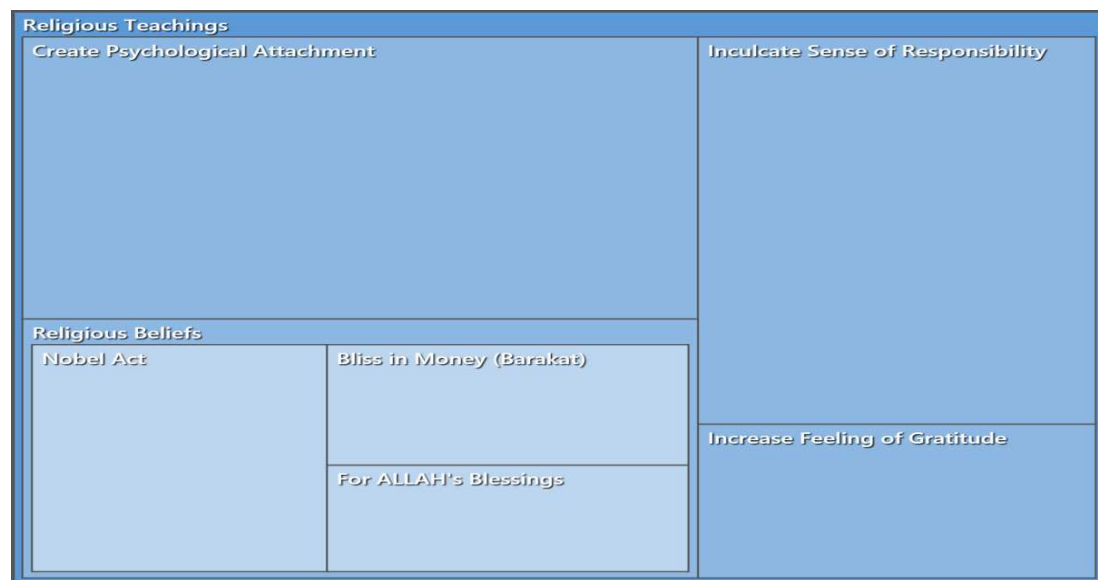 Religious Teachings
Create Psychological Attachment
Inculcate Sense of Responsibility
Religious Beliefs
Nobel Act
Bliss in Money (Barakat)
For ALLAH's Blessings
Increase Feeling of Gratitude